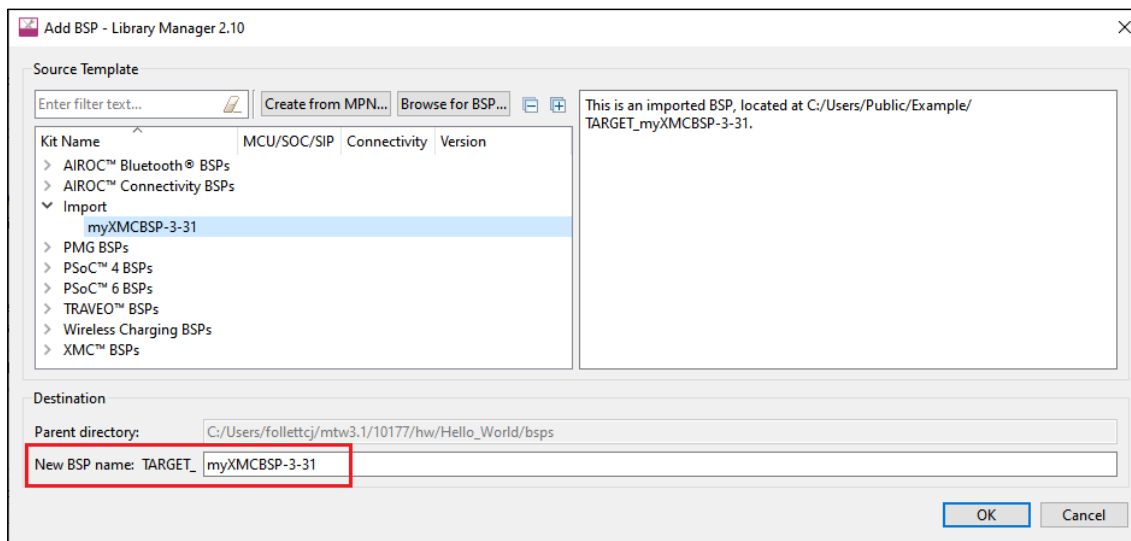 Add BSP - Library Manager 2.10
Source Template
Enter filter text...
Create from MPN...
Browse for BSP...
Kit Name MCU/SOC/SIP Connectivity Version
AIROC™ Bluetooth® BSPs
AIROC™ Connectivity BSPs
Import
myXMCBSP-3-31
PMG BSPs
PSoC™ 4 BSPs
PSoC™ 6 BSPs
TRAVEO™ BSPs
Wireless Charging BSPs
XMC™ BSPs
This is an imported BSP, located at C:/Users/Public/Example/
TARGET_myXMCBSP-3-31.
Destination
Parent directory: C:/Users/follettcj/mtw3.1/10177/hw/Hello_World/bsps
New BSP name: TARGET_ myXMCBSP-3-31
OK Cancel